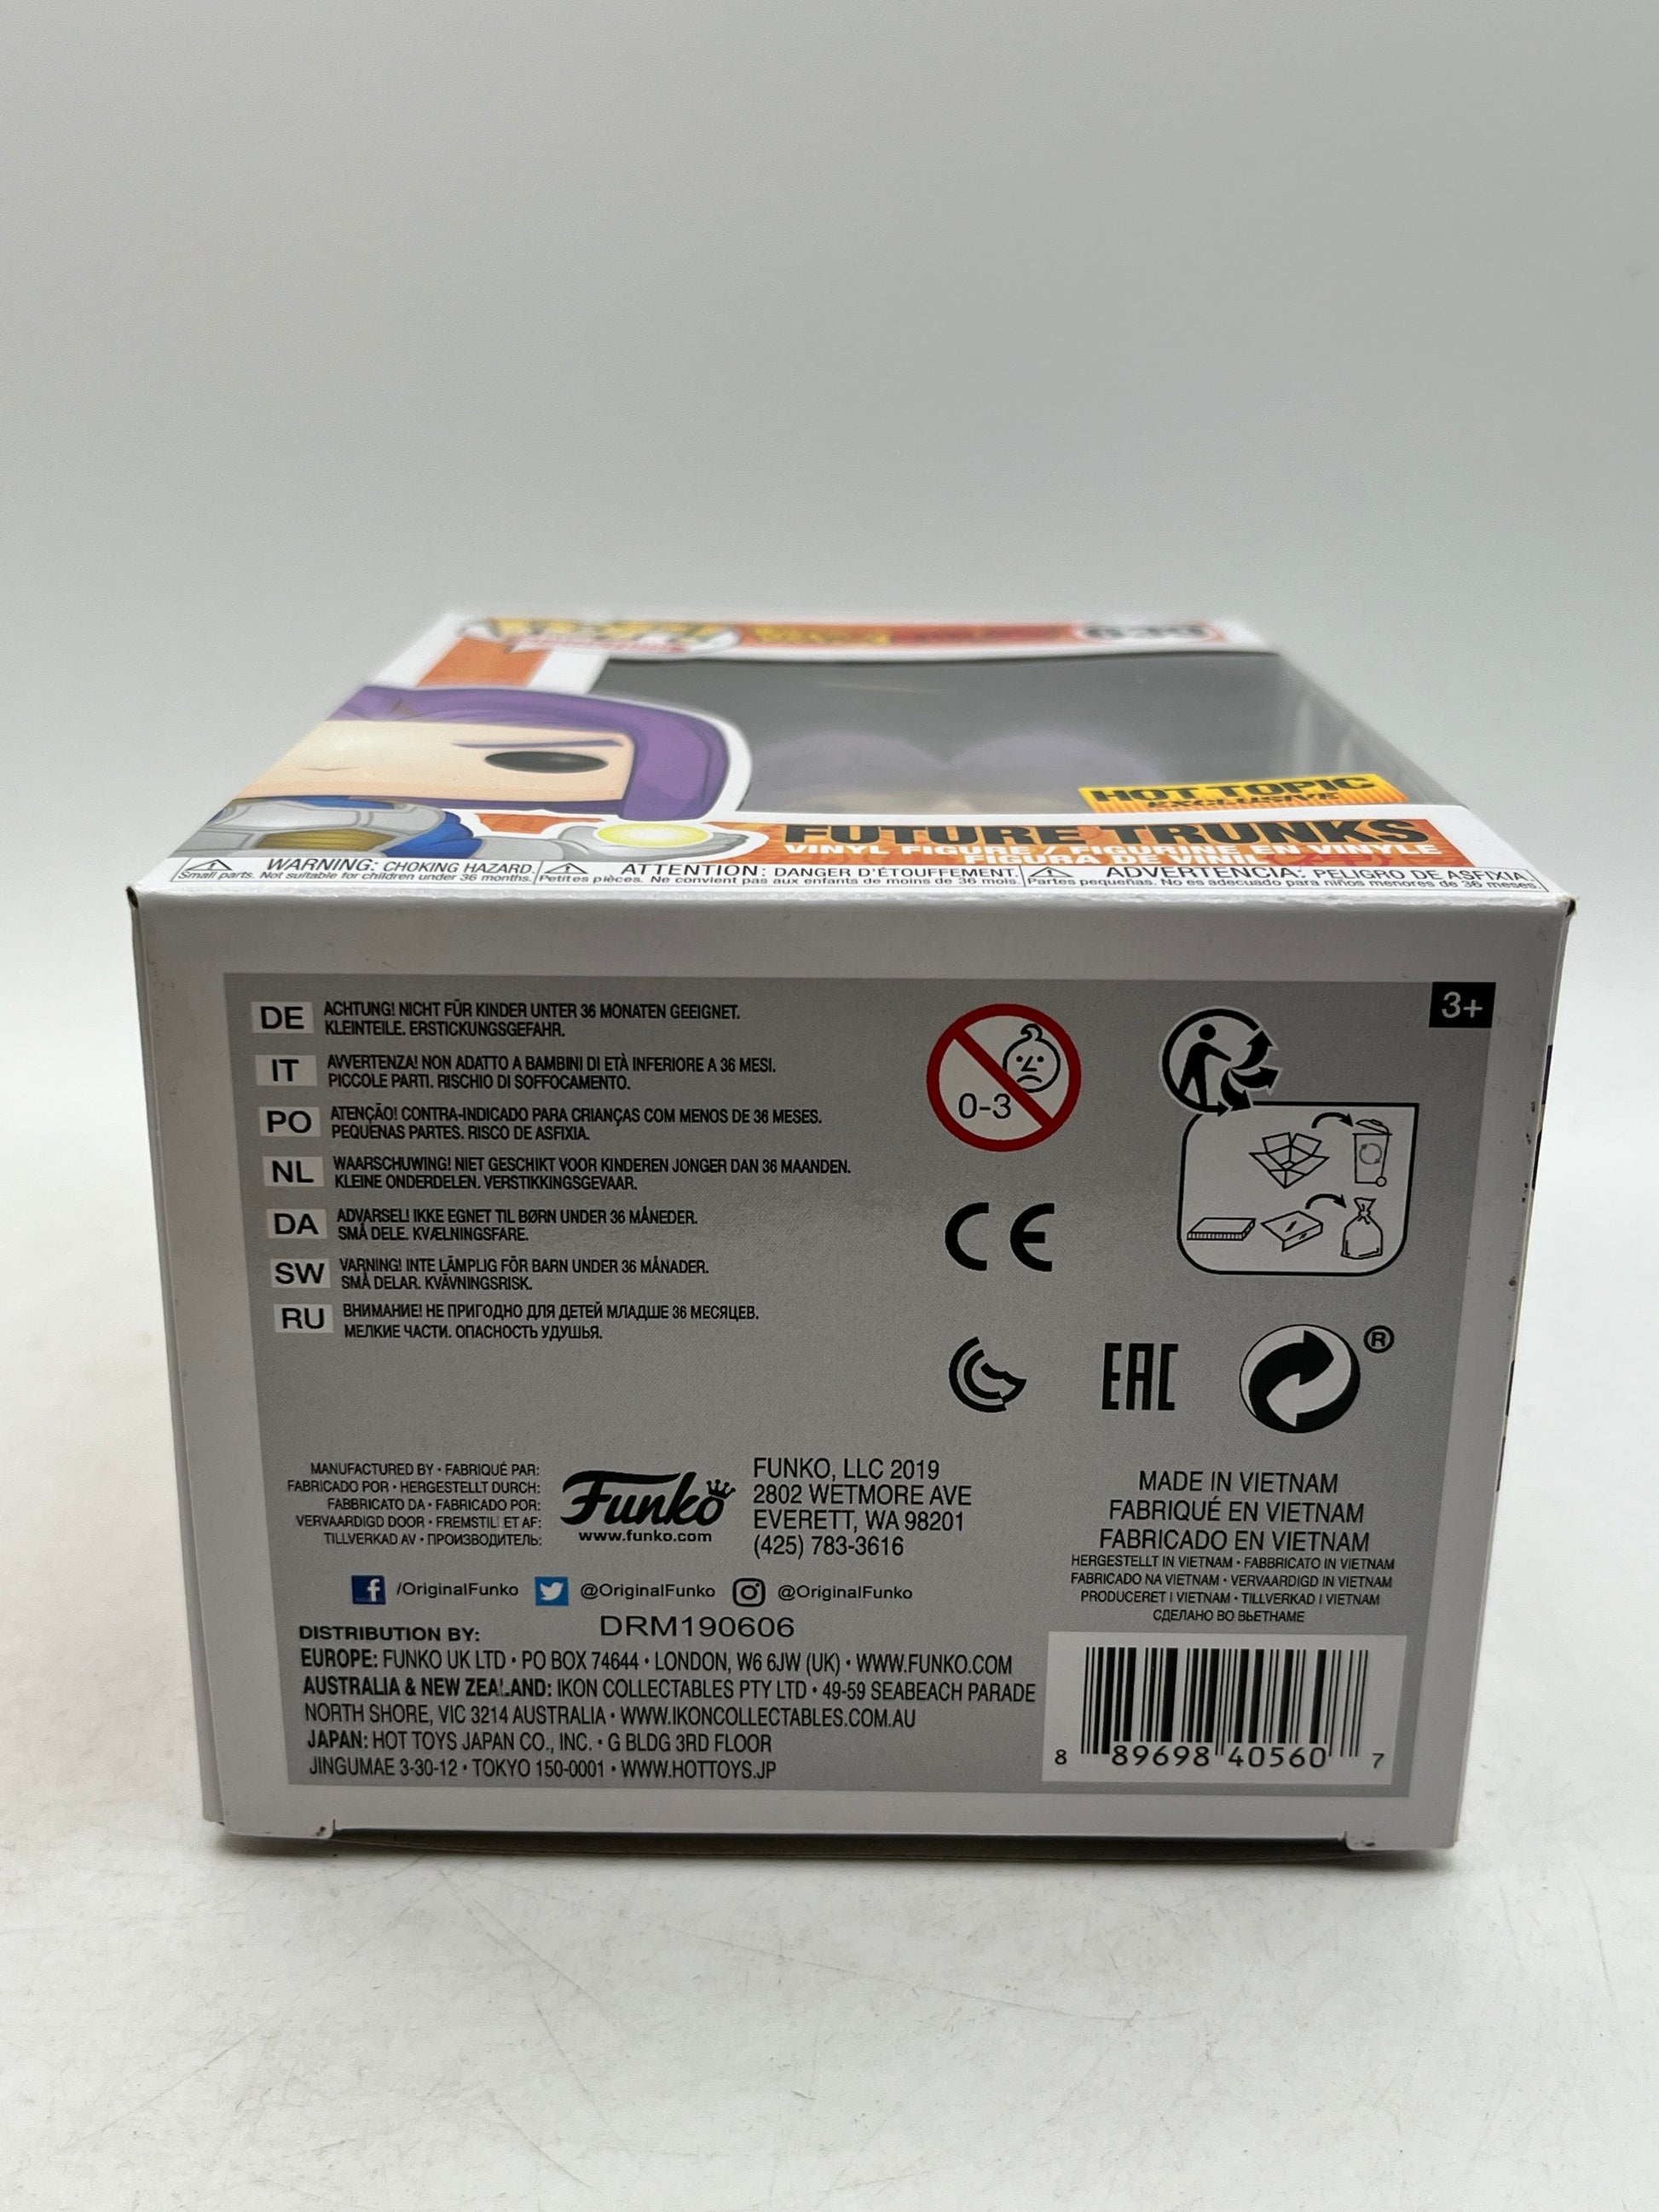 639
HOT TOPIC
EXCLUSIVE
FUTURE TRUNKS
VINYL FIGURE / FIGURINE EN VINYLE
FIGURA DE VINIL
WARNING: CHOKING HAZARD.
Small parts. Not suitable for children under 36 months.
ATTENTION: DANGER D'ÉTOUFFEMENT.
Petites pièces. Ne convient pas aux enfants de moins de 36 mois.
ADVERTENCIA: PELIGRO DE ASFIXIA.
Partes pequeñas. No es adecuado para niños menores de 36 meses.
3+
DE ACHTUNG! NICHT FÜR KINDER UNTER 36 MONATEN GEEIGNET.
KLEINTEILE. ERSTICKUNGSGEFAHR.
IT AVVERTENZA! NON ADATTO A BAMBINI DI ETÀ INFERIORE A 36 MESI.
PICCOLE PARTI. RISCHIO DI SOFFOCAMENTO.
PO ATENÇÃO! CONTRA-INDICADO PARA CRIANÇAS COM MENOS DE 36 MESES.
PEQUENAS PARTES. RISCO DE ASFIXIA.
NL WAARSCHUWING! NIET GESCHIKT VOOR KINDEREN JONGER DAN 36 MAANDEN.
KLEINE ONDERDELEN. VERSTIKKINGSGEVAAR.
DA ADVARSEL! IKKE EGNET TIL BØRN UNDER 36 MÅNEDER.
SMÅ DELE. KVÆLNINGSFARE.
SW VARNING! INTE LÄMPLIG FÖR BARN UNDER 36 MÅNADER.
SMÅ DELAR. KVÄVNINGSRISK.
RU ВНИМАНИЕ! НЕ ПРИГОДНО ДЛЯ ДЕТЕЙ МЛАДШЕ 36 МЕСЯЦЕВ.
МЕЛКИЕ ЧАСТИ. ОПАСНОСТЬ УДУШЬЯ.
0-3
CE
EAC
®
MANUFACTURED BY • FABRIQUÉ PAR:
FABRICADO POR • HERGESTELLT DURCH:
FABBRICATO DA • FABRICADO POR:
VERVAARDIGD DOOR • FREMSTILLET AF:
TILLVERKAD AV • ПРОИЗВОДИТЕЛЬ:
Funko
www.funko.com
FUNKO, LLC 2019
2802 WETMORE AVE
EVERETT, WA 98201
(425) 783-3616
/OriginalFunko @OriginalFunko @OriginalFunko
DRM190606
DISTRIBUTION BY:
EUROPE: FUNKO UK LTD • PO BOX 74644 • LONDON, W6 6JW (UK) • WWW.FUNKO.COM
AUSTRALIA & NEW ZEALAND: IKON COLLECTABLES PTY LTD • 49-59 SEABEACH PARADE
NORTH SHORE, VIC 3214 AUSTRALIA • WWW.IKONCOLLECTABLES.COM.AU
JAPAN: HOT TOYS JAPAN CO., INC. • G BLDG 3RD FLOOR
JINGUMAE 3-30-12 • TOKYO 150-0001 • WWW.HOTTOYS.JP
MADE IN VIETNAM
FABRIQUÉ EN VIETNAM
FABRICADO EN VIETNAM
HERGESTELLT IN VIETNAM • FABBRICATO IN VIETNAM
FABRICADO NA VIETNAM • VERVAARDIGD IN VIETNAM
PRODUCERET I VIETNAM • TILLVERKAD I VIETNAM
СДЕЛАНО ВО ВЬЕТНАМЕ
8 89698 40560 7